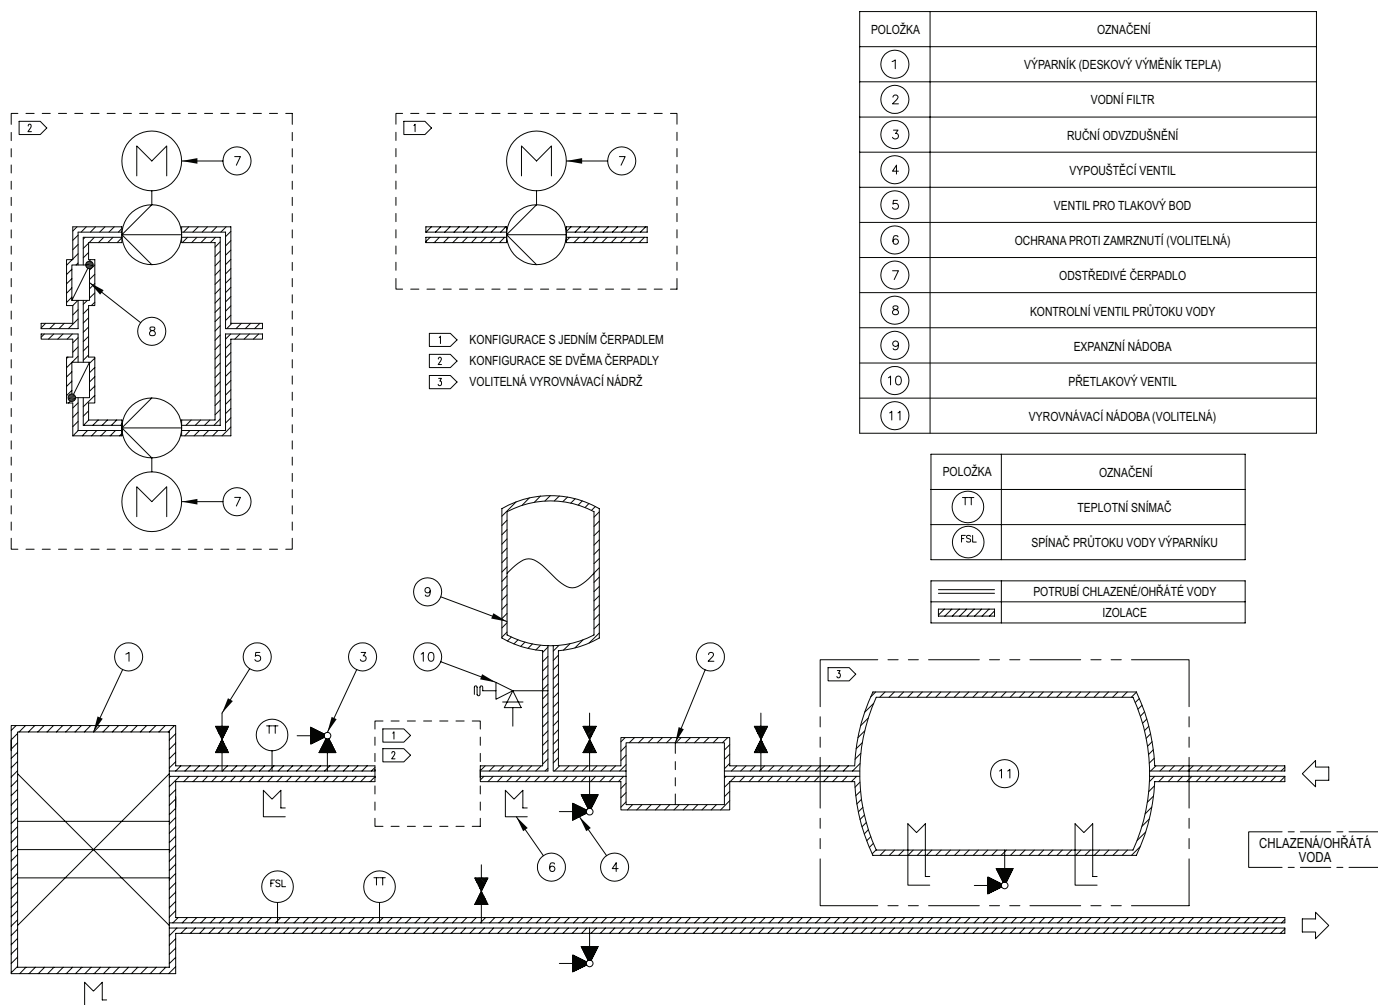 POLOŽKA OZNAČENÍ
1 VÝPARNÍK (DESKOVÝ VÝMĚNÍK TEPLA)
2 VODNÍ FILTR
3 RUČNÍ ODVZDUŠNĚNÍ
4 VYPOUŠTĚCÍ VENTIL
5 VENTIL PRO TLAKOVÝ BOD
6 OCHRANA PROTI ZAMRZNUTÍ (VOLITELNÁ)
7 ODSTŘEDIVÉ ČERPADLO
8 KONTROLNÍ VENTIL PRŮTOKU VODY
9 EXPANZNÍ NÁDOBA
10 PŘETLAKOVÝ VENTIL
11 VYROVNÁVACÍ NÁDOBA (VOLITELNÁ)
2
M 7
8
M 7
1
M 7
1 KONFIGURACE S JEDNÍM ČERPADLEM
2 KONFIGURACE SE DVĚMA ČERPADLY
3 VOLITELNÁ VYROVNÁVACÍ NÁDRŽ
POLOŽKA OZNAČENÍ
TT TEPLOTNÍ SNÍMAČ
FSL SPÍNAČ PRŮTOKU VODY VÝPARNÍKU
POTRUBÍ CHLAZENÉ/OHŘÁTÉ VODY
IZOLACE
9
1 5 3 10 2
3
TT
1
2
11
6 4
CHLAZENÁ/OHŘÁTÁ
VODA
FSL TT